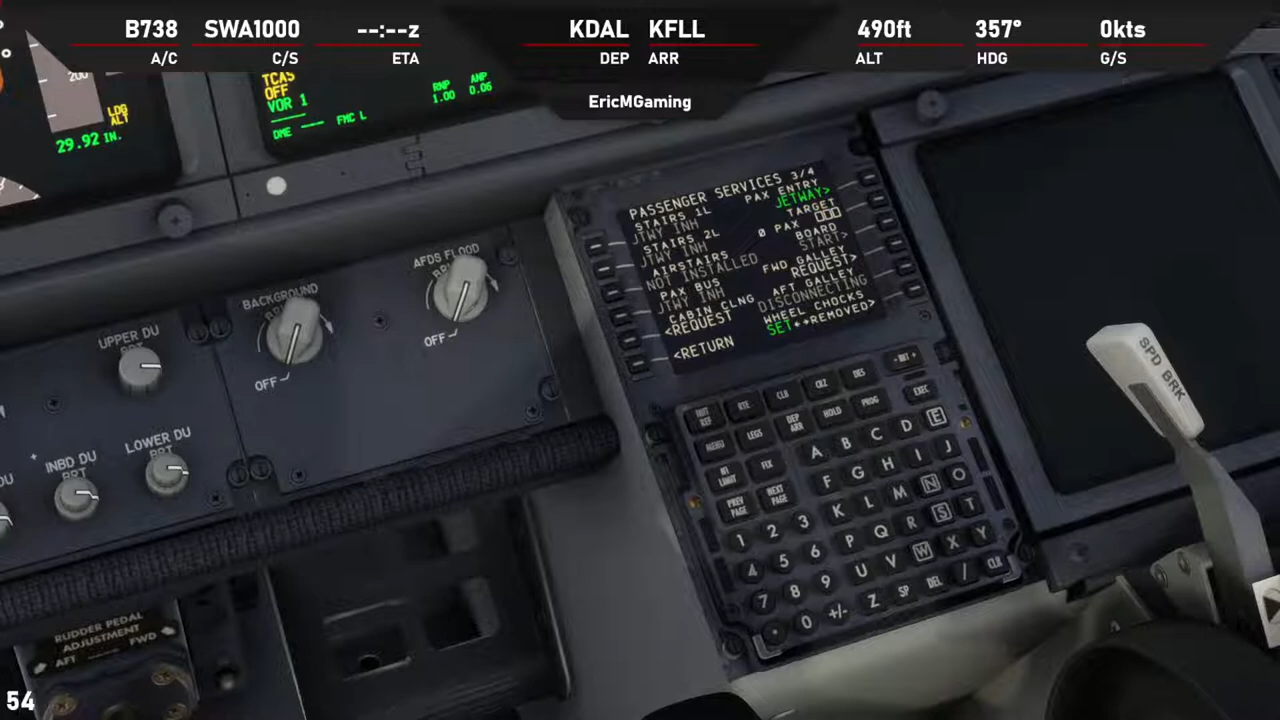 B738 SWA1000 --:--z KDAL KFLL 490ft 357° 0kts
A/C C/S ETA DEP ARR ALT HDG G/S
EricMGaming
200
LDG
ALT
29.92 IN.
TCAS
OFF
VOR 1
DME ---- FMC L
RNP ANP
1.00 0.06
PASSENGER SERVICES 3/4
STAIRS 1L PAX ENTRY
JTWY INH JETWAY>
STAIRS 2L TARGET
JTWY INH 0 PAX ▯▯▯
AIRSTAIRS BOARD
NOT INSTALLED START>
PAX BUS FWD GALLEY
JTWY INH REQUEST>
CABIN CLNG AFT GALLEY
<REQUEST DISCONNECTING
WHEEL CHOCKS
<RETURN SET↔REMOVED>
BACKGROUND
OFF
AFDS FLOOD
OFF
UPPER DU
BRT
INBD DU
BRT
LOWER DU
BRT
RUDDER PEDAL
ADJUSTMENT
AFT FWD
INIT
REF
RTE
CLB
CRZ
DES
- BRT +
MENU
LEGS
DEP
ARR
HOLD
PROG
EXEC
N1
LIMIT
FIX
PREV
PAGE
NEXT
PAGE
A B C D E
F G H I J
K L M N O
P Q R S T
U V W X Y
Z SP DEL / CLR
1 2 3
4 5 6
7 8 9
. 0 +/-
SPD BRK
54